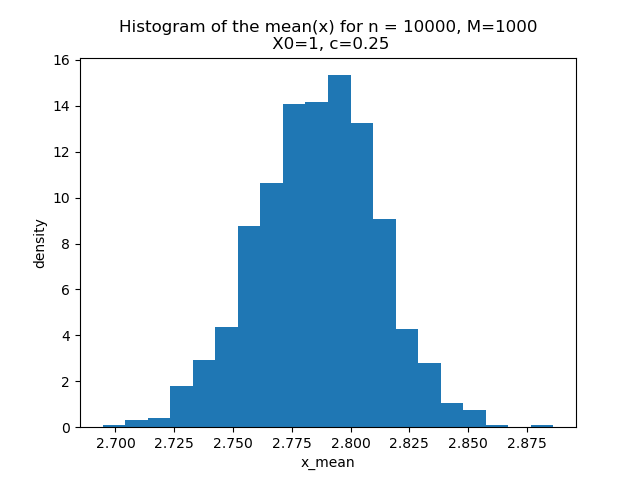 Histogram of the mean(x) for n = 10000, M=1000
X0=1, c=0.25
16
14
12
10
8
6
4
2
0
density
2.700 2.725 2.750 2.775 2.800 2.825 2.850 2.875
x_mean